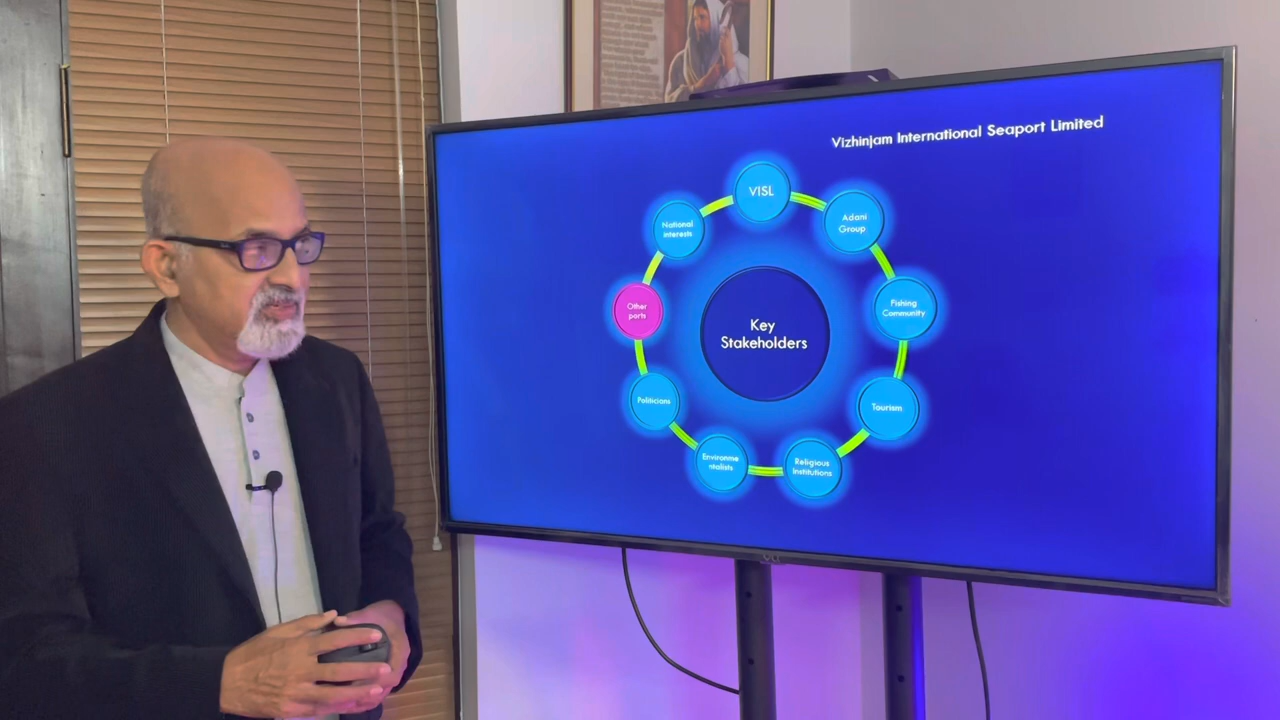 Vizhinjam International Seaport Limited
VISL
Adani
Group
Fishing
Community
Tourism
Religious
Institutions
Environme
ntalists
Politicians
Other
ports
National
interests
Key
Stakeholders